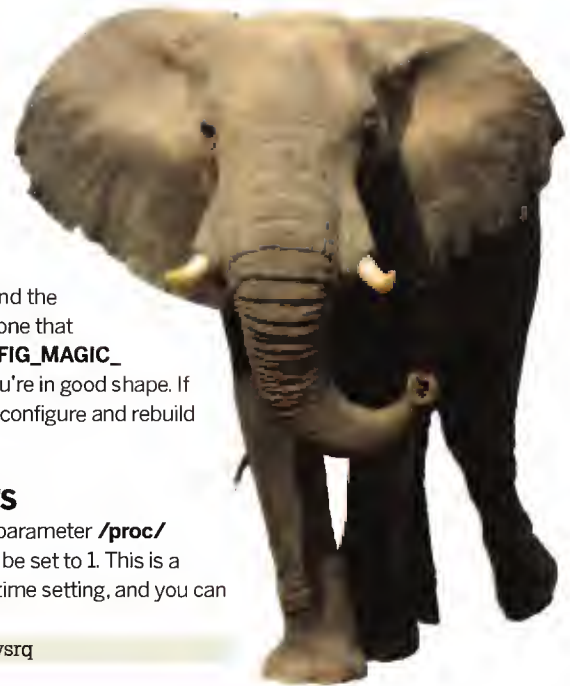 nd the
one that
FIG_MAGIC_
u're in good shape. If
configure and rebuild
S
parameter /proc/
be set to 1. This is a
time setting, and you can
ysrq